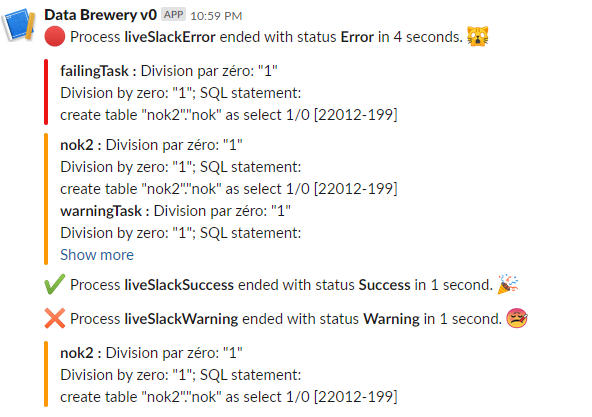 Data Brewery v0 APP 10:59 PM
Process liveSlackError ended with status Error in 4 seconds.
failingTask : Division par zéro: "1"
Division by zero: "1"; SQL statement:
create table "nok2"."nok" as select 1/0 [22012-199]
nok2 : Division par zéro: "1"
Division by zero: "1"; SQL statement:
create table "nok2"."nok" as select 1/0 [22012-199]
warningTask : Division par zéro: "1"
Division by zero: "1"; SQL statement:
Show more
Process liveSlackSuccess ended with status Success in 1 second.
Process liveSlackWarning ended with status Warning in 1 second.
nok2 : Division par zéro: "1"
Division by zero: "1"; SQL statement:
create table "nok2"."nok" as select 1/0 [22012-199]